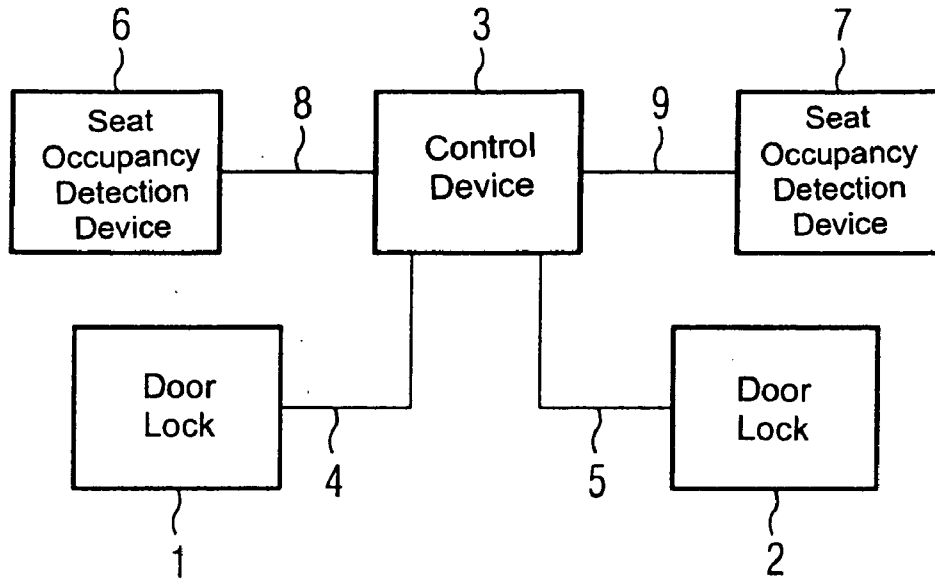 6
3
7
8
9
Seat
Occupancy
Detection
Device
Control
Device
Seat
Occupancy
Detection
Device
Door
Lock
Door
Lock
4
5
1
2